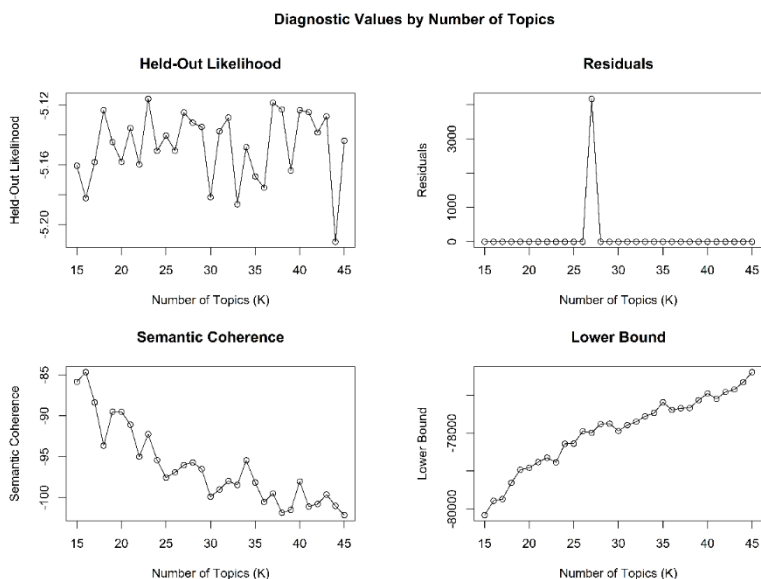 Diagnostic Values by Number of Topics
Held-Out Likelihood
Held-Out Likelihood
-5.12
-5.16
-5.20
15 20 25 30 35 40 45
Number of Topics (K)
Residuals
Residuals
3000
1000
0
15 20 25 30 35 40 45
Number of Topics (K)
Semantic Coherence
Semantic Coherence
-85
-90
-95
-100
15 20 25 30 35 40 45
Number of Topics (K)
Lower Bound
Lower Bound
-78000
-80000
15 20 25 30 35 40 45
Number of Topics (K)